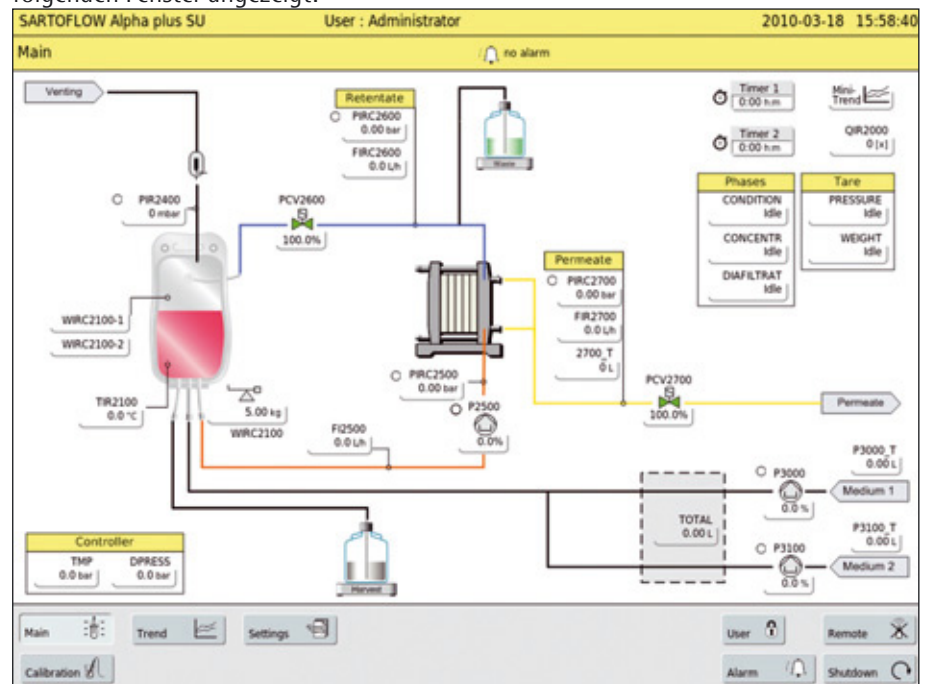 folgenden Fenster angezeigt:
SARTOFLOW Alpha plus SU User : Administrator 2010-03-18 15:58:40
Main no alarm
Venting
Retentate
PIRC2600
0.00 bar
FIRC2600
0.0 L/h
Waste
Timer 1
0:00 h:m
Mini-
Trend
Timer 2
0:00 h:m
QIR2000
0 [x]
Phases
CONDITION
Idle
CONCENTR
Idle
DIAFILTRAT
Idle
Tare
PRESSURE
Idle
WEIGHT
Idle
PIR2400
0 mbar
PCV2600
100.0%
Permeate
PIRC2700
0.00 bar
FIR2700
0.0 L/h
2700_T
0 L
WIRC2100-1
WIRC2100-2
TIR2100
0.0 °C
5.00 kg
WIRC2100
PIRC2500
0.00 bar
P2500
0.0%
FI2500
0.0 L/h
PCV2700
100.0%
Permeate
P3000_T
0.00 L
P3000
0.0 %
Medium 1
TOTAL
0.00 L
P3100_T
0.00 L
P3100
0.0 %
Medium 2
Harvest
Controller
TMP DPRESS
0.0 bar 0.0 bar
Main Trend Settings User Remote
Calibration Alarm Shutdown